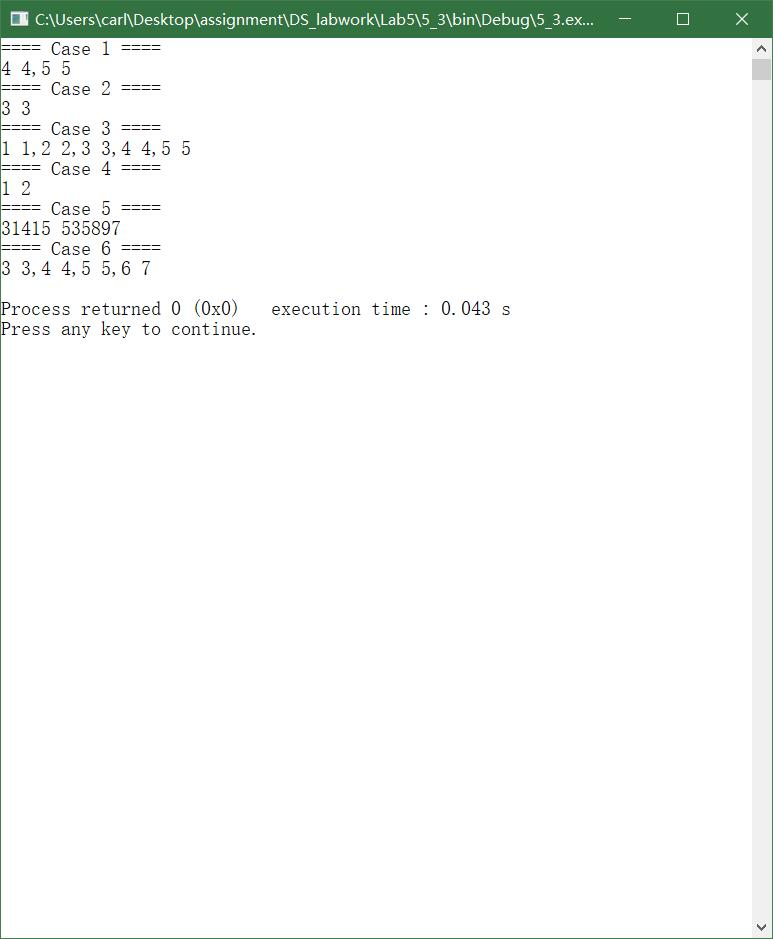 C:\Users\carl\Desktop\assignment\DS_labwork\Lab5\5_3\bin\Debug\5_3.ex...
==== Case 1 ====
4 4,5 5
==== Case 2 ====
3 3
==== Case 3 ====
1 1,2 2,3 3,4 4,5 5
==== Case 4 ====
1 2
==== Case 5 ====
31415 535897
==== Case 6 ====
3 3,4 4,5 5,6 7
Process returned 0 (0x0)   execution time : 0.043 s
Press any key to continue.